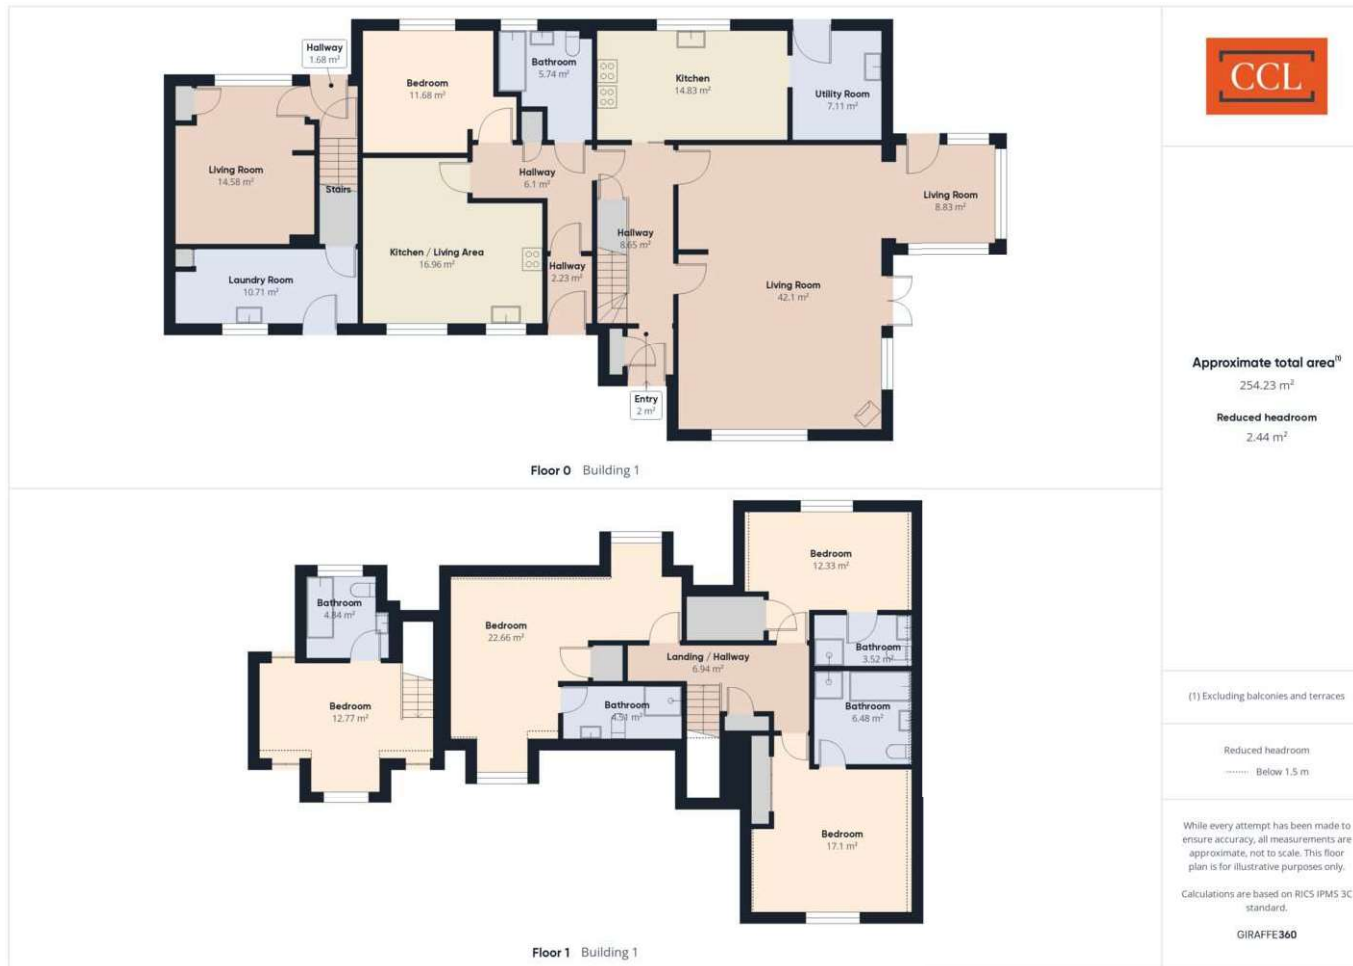 Hallway
1.68 m²
Bedroom
11.68 m²
Bathroom
5.74 m²
Kitchen
14.83 m²
Utility Room
7.11 m²
Living Room
14.58 m²
Stairs
Hallway
6.1 m²
Living Room
8.83 m²
Hallway
8.65 m²
Kitchen / Living Area
16.96 m²
Hallway
2.23 m²
Laundry Room
10.71 m²
Living Room
42.1 m²
Entry
2 m²
Floor 0 Building 1
Bedroom
12.33 m²
Bathroom
4.84 m²
Bedroom
22.66 m²
Landing / Hallway
6.94 m²
Bathroom
3.52 m²
Bedroom
12.77 m²
Bathroom
4.51 m²
Bathroom
6.48 m²
Bedroom
17.1 m²
Floor 1 Building 1
CCL
Approximate total area⁽¹⁾
254.23 m²
Reduced headroom
2.44 m²
(1) Excluding balconies and terraces
Reduced headroom
Below 1.5 m
While every attempt has been made to
ensure accuracy, all measurements are
approximate, not to scale. This floor
plan is for illustrative purposes only.
Calculations are based on RICS IPMS 3C
standard.
GIRAFFE360